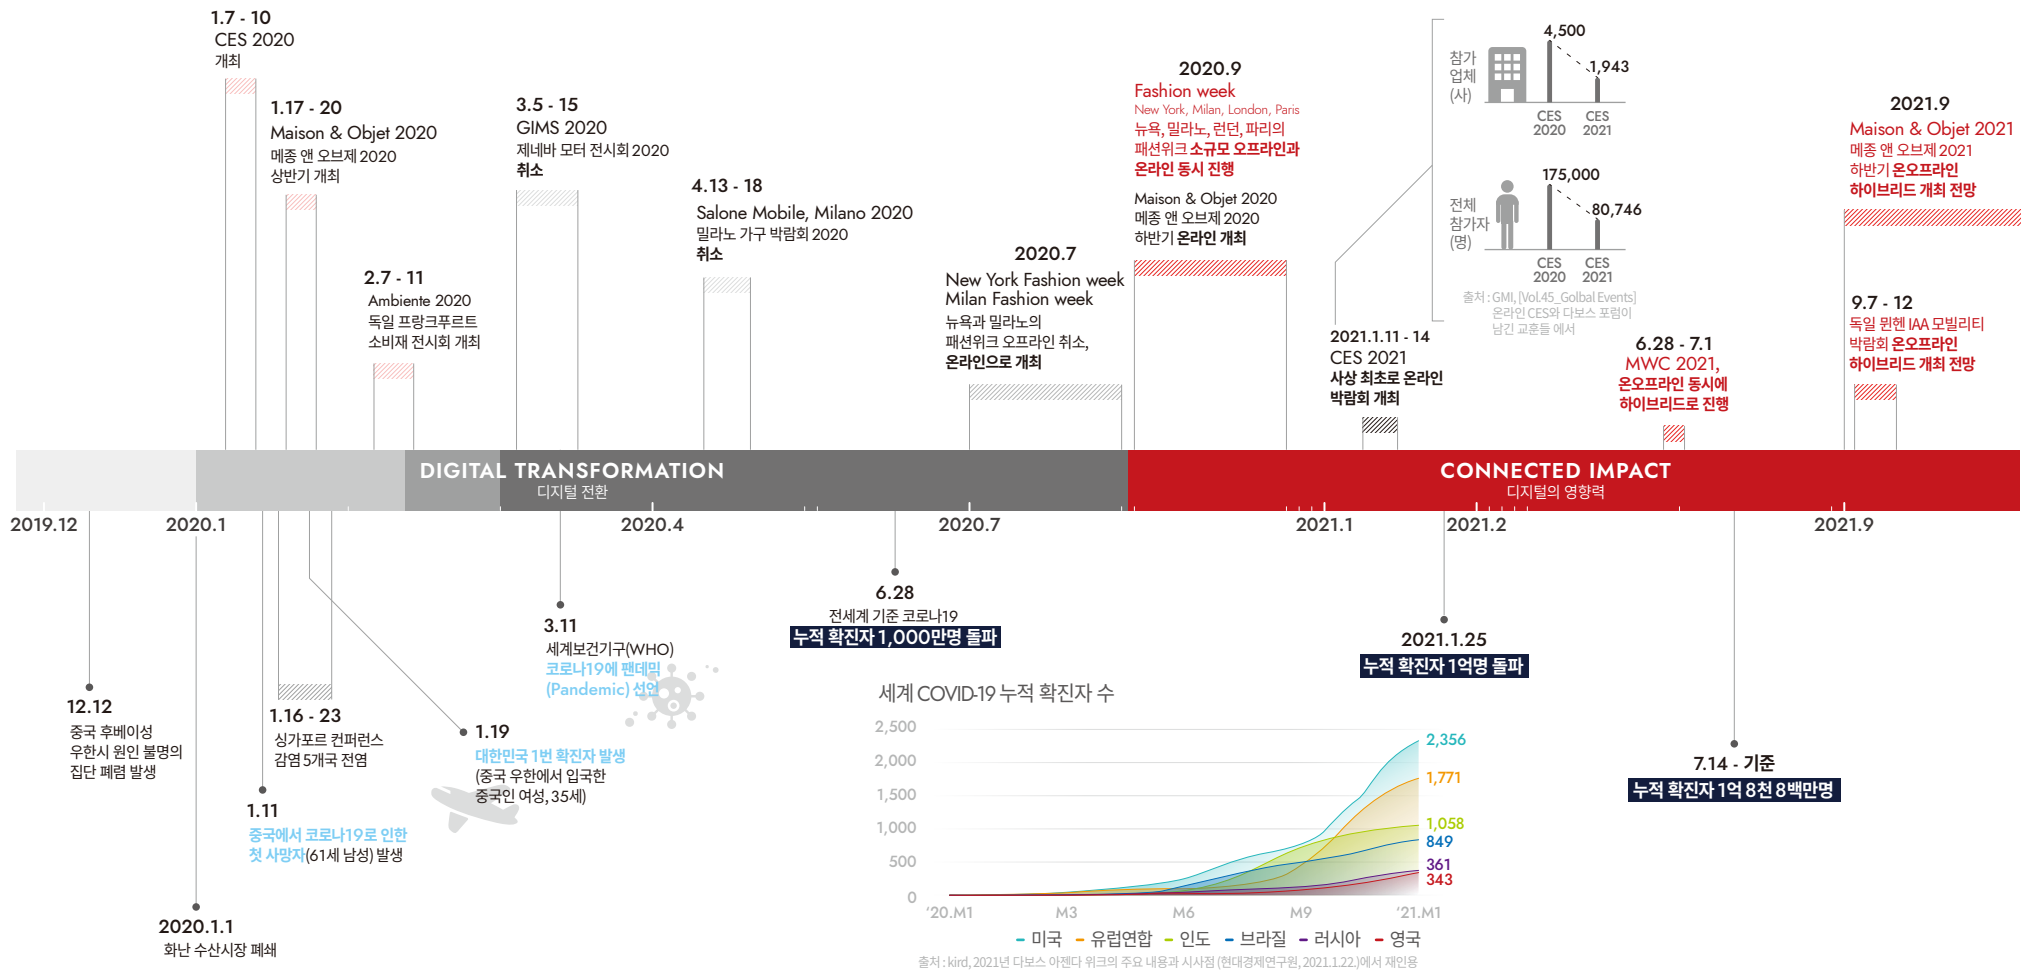 1.7 - 10
CES 2020
개최
1.17 - 20
Maison & Objet 2020
메종 앤 오브제 2020
상반기 개최
2.7 - 11
Ambiente 2020
독일 프랑크푸르트
소비재 전시회 개최
3.5 - 15
GIMS 2020
제네바 모터 전시회 2020
취소
4.13 - 18
Salone Mobile, Milano 2020
밀라노 가구 박람회 2020
취소
2020.7
New York Fashion week
Milan Fashion week
뉴욕과 밀라노의
패션위크 오프라인 취소,
온라인으로 개최
2020.9
Fashion week
New York, Milan, London, Paris
뉴욕, 밀라노, 런던, 파리의
패션위크 소규모 오프라인과
온라인 동시 진행
Maison & Objet 2020
메종 앤 오브제 2020
하반기 온라인 개최
참가
업체
(사)
4,500
1,943
CES
2020
CES
2021
전체
참가자
(명)
175,000
80,746
CES
2020
CES
2021
출처 : GMI, [Vol.45_Golbal Events]
온라인 CES와 다보스 포럼이
남긴 교훈들 에서
2021.1.11 - 14
CES 2021
사상 최초로 온라인
박람회 개최
6.28 - 7.1
MWC 2021,
온오프라인 동시에
하이브리드로 진행
2021.9
Maison & Objet 2021
메종 앤 오브제 2021
하반기 온오프라인
하이브리드 개최 전망
9.7 - 12
독일 뮌헨 IAA 모빌리티
박람회 온오프라인
하이브리드 개최 전망
DIGITAL TRANSFORMATION
디지털 전환
CONNECTED IMPACT
디지털의 영향력
2019.12
2020.1
2020.4
2020.7
2021.1
2021.2
2021.9
12.12
중국 후베이성
우한시 원인 불명의
집단 폐렴 발생
2020.1.1
화난 수산시장 폐쇄
1.11
중국에서 코로나19로 인한
첫 사망자(61세 남성) 발생
1.16 - 23
싱가포르 컨퍼런스
감염 5개국 전염
1.19
대한민국 1번 확진자 발생
(중국 우한에서 입국한
중국인 여성, 35세)
3.11
세계보건기구(WHO)
코로나19에 팬데믹
(Pandemic) 선언
6.28
전세계 기준 코로나19
누적 확진자 1,000만명 돌파
2021.1.25
누적 확진자 1억명 돌파
7.14 - 기준
누적 확진자 1억 8천 8백만명
세계 COVID-19 누적 확진자 수
2,500
2,000
1,500
1,000
500
0
2,356
1,771
1,058
849
361
343
‘20.M1
M3
M6
M9
‘21.M1
미국
유럽연합
인도
브라질
러시아
영국
출처 : kird, 2021년 다보스 아젠다 위크의 주요 내용과 시사점 (현대경제연구원, 2021.1.22.)에서 재인용